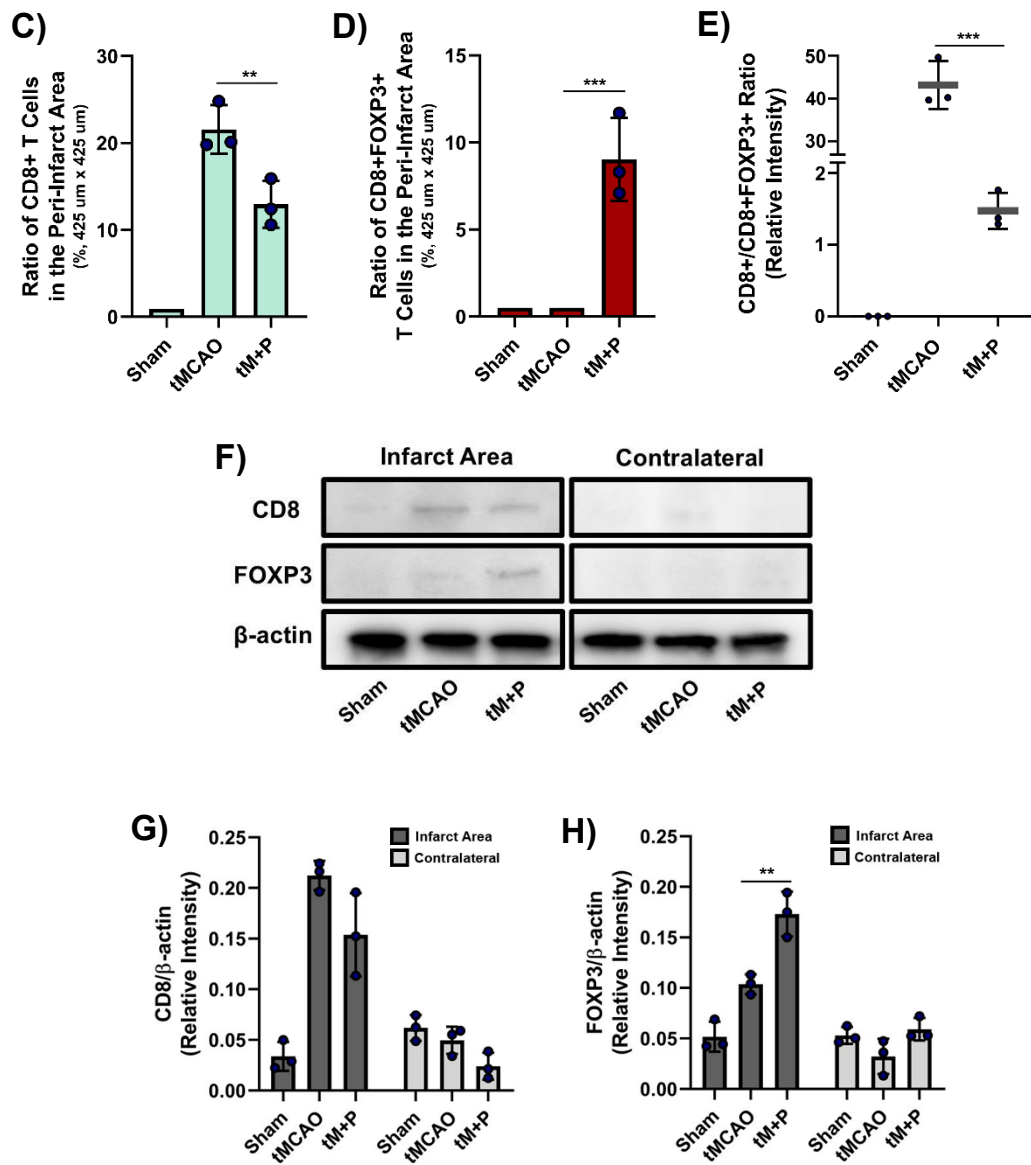 C)
Ratio of CD8+ T Cells
in the Peri-Infarct Area
(%, 425 um x 425 um)
30
20
10
0
**
Sham
tMCAO
tM+P
D)
Ratio of CD8+FOXP3+
T Cells in the Peri-Infarct Area
(%, 425 um x 425 um)
15
10
5
0
***
Sham
tMCAO
tM+P
E)
CD8+/CD8+FOXP3+ Ratio
(Relative Intensity)
50
40
30
2
1
0
***
Sham
tMCAO
tM+P
F)
Infarct Area
Contralateral
CD8
FOXP3
β-actin
Sham
tMCAO
tM+P
Sham
tMCAO
tM+P
G)
CD8/β-actin
(Relative Intensity)
0.25
0.20
0.15
0.10
0.05
0.00
Infarct Area
Contralateral
Sham
tMCAO
tM+P
Sham
tMCAO
tM+P
H)
FOXP3/β-actin
(Relative Intensity)
0.25
0.20
0.15
0.10
0.05
0.00
Infarct Area
Contralateral
**
Sham
tMCAO
tM+P
Sham
tMCAO
tM+P